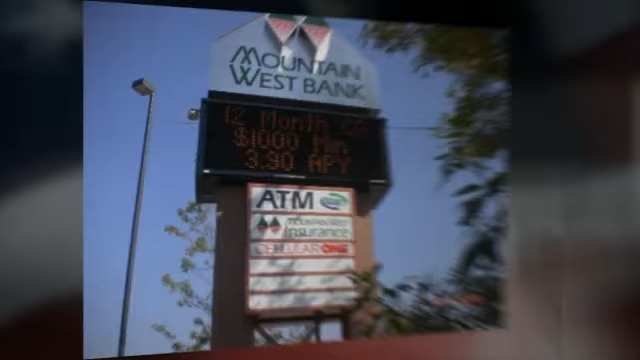 MOUNTAIN
WEST BANK
12 Month
$1000 Min
3.90 APY
ATM
Insurance
CELLULARONE